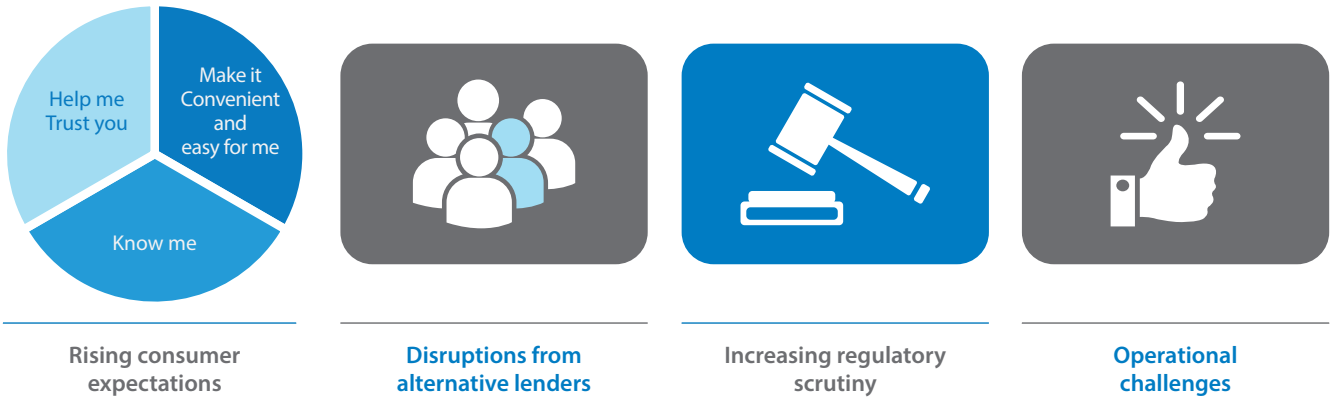 Help me
Trust you
Make it
Convenient
and
easy for me
Know me
Rising consumer
expectations
Disruptions from
alternative lenders
Increasing regulatory
scrutiny
Operational
challenges